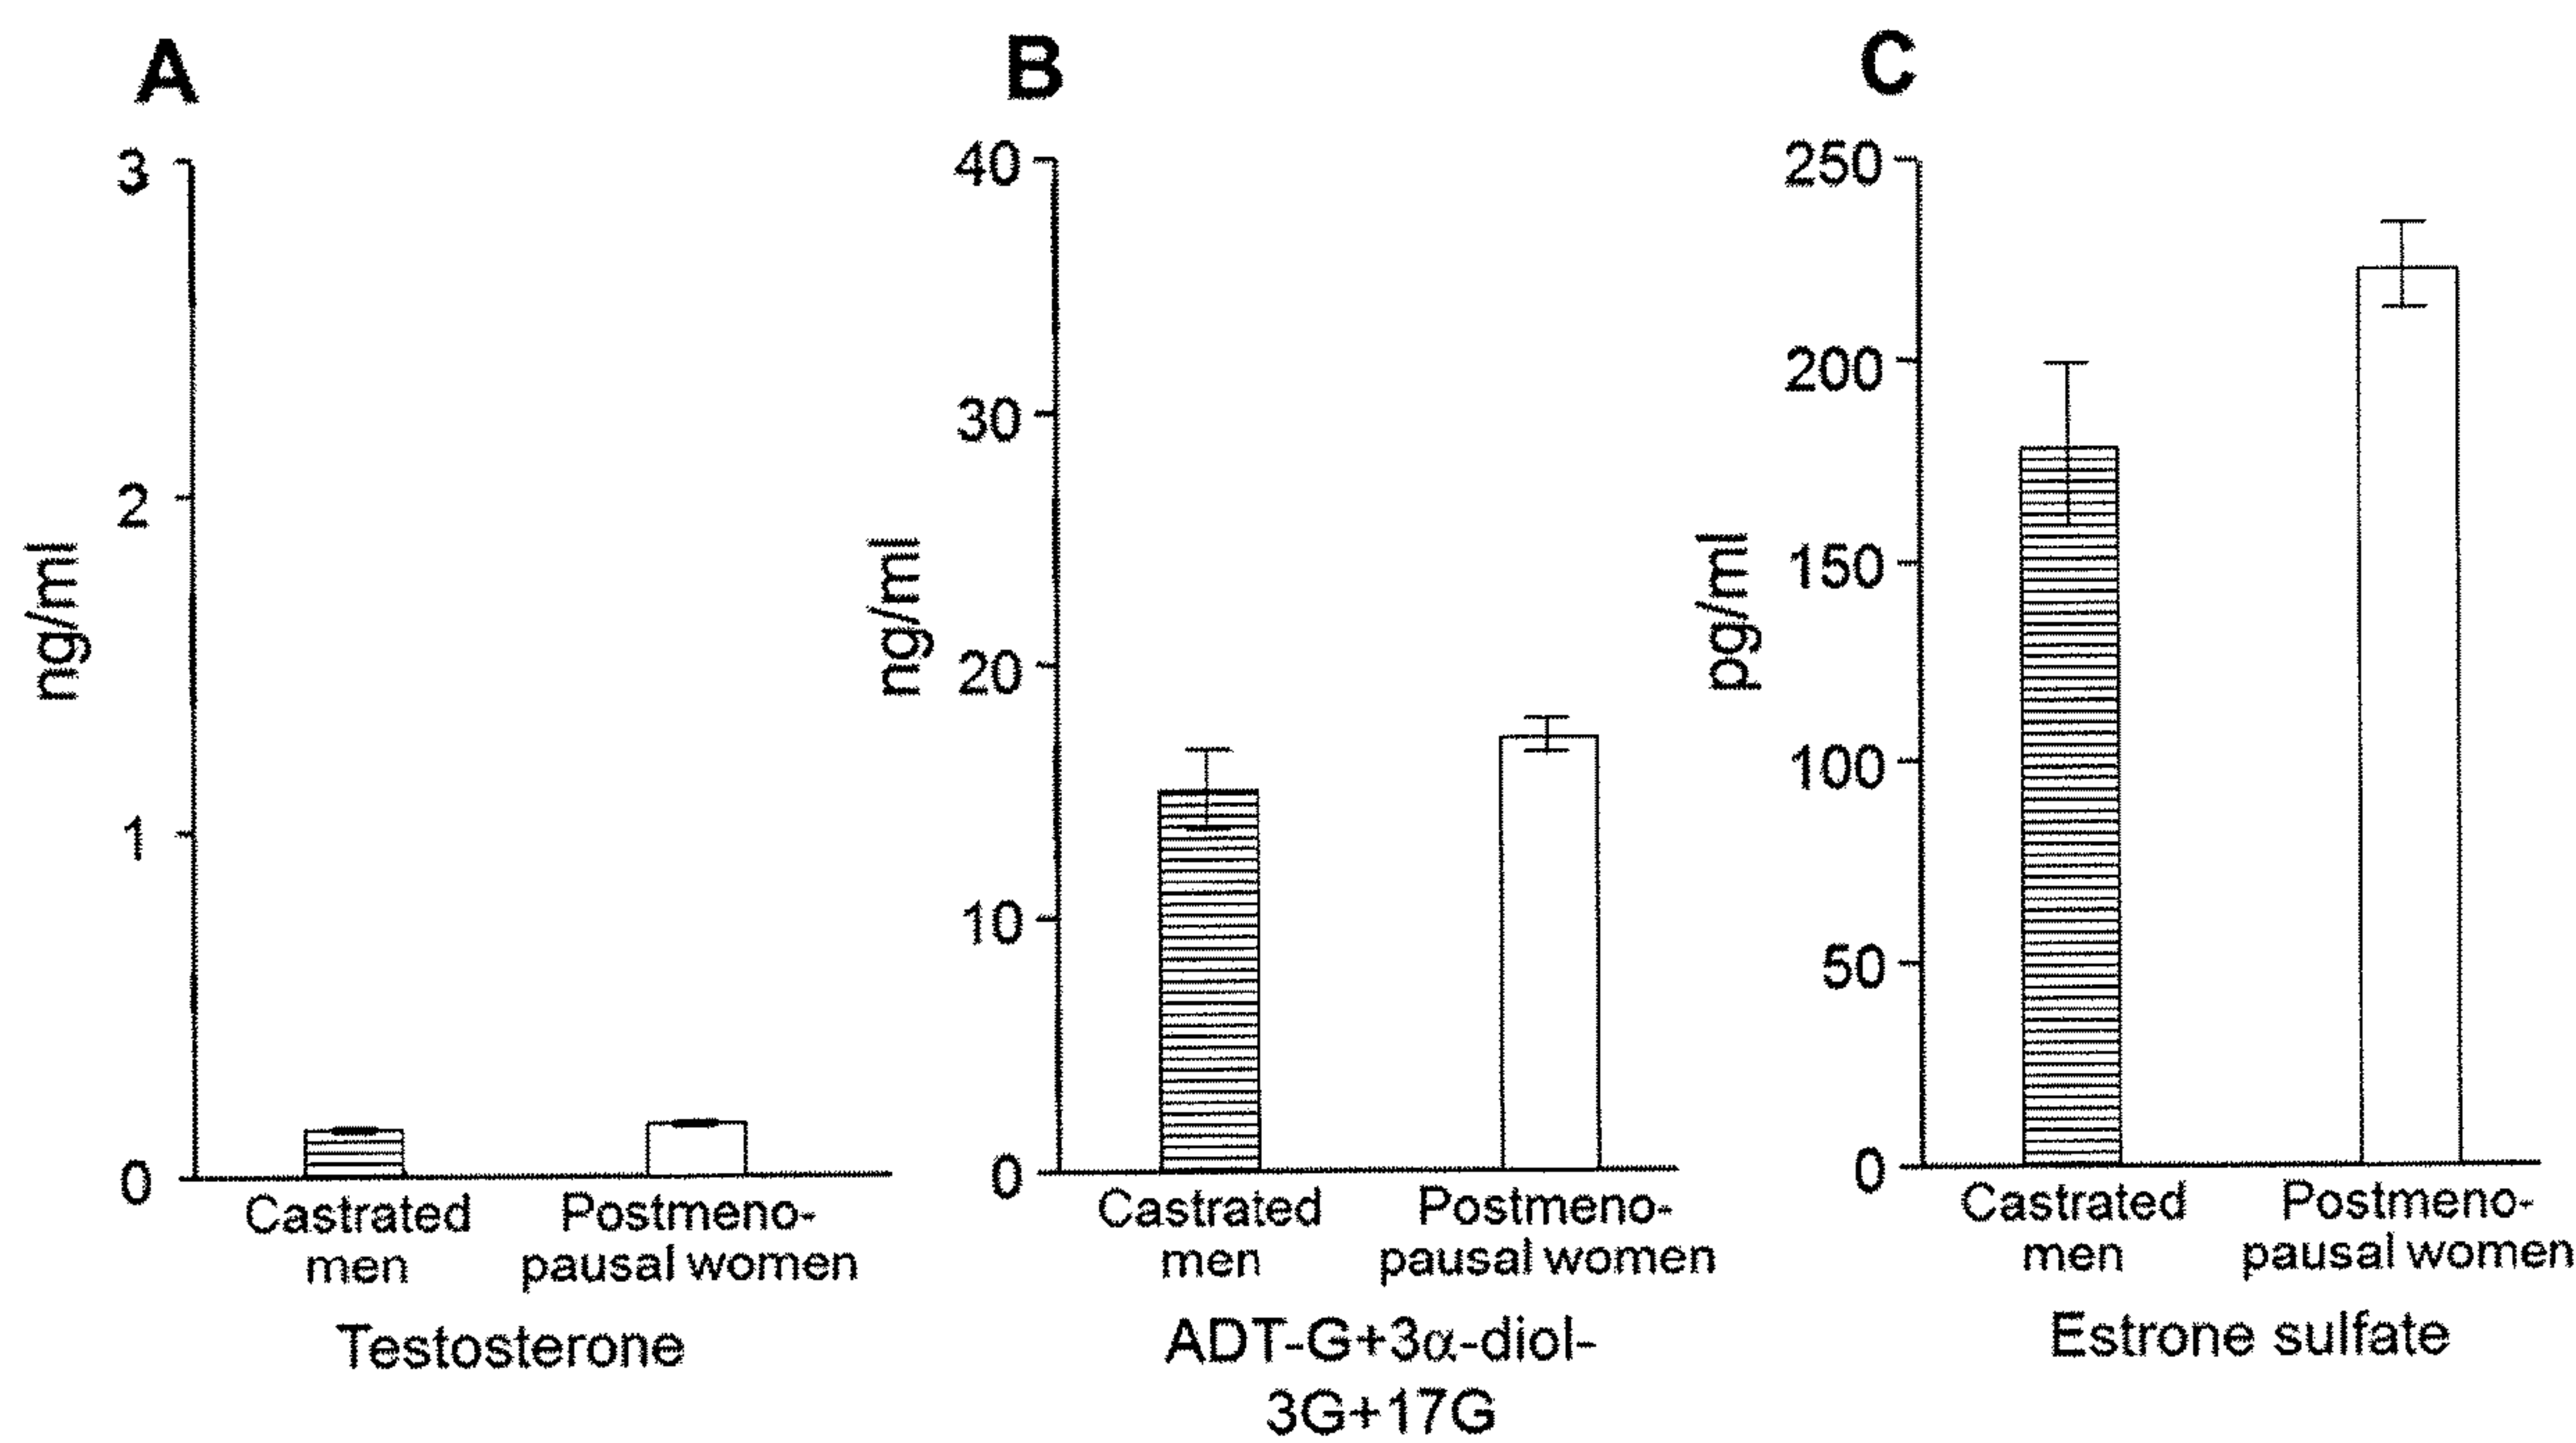 A
3
2
1
0
ng/ml
Castrated
men
Postmeno-
pausal women
Testosterone
B
40
30
20
10
0
ng/ml
Castrated
men
Postmeno-
pausal women
ADT-G+3α-diol-
3G+17G
C
250
200
150
100
50
0
pg/ml
Castrated
men
Postmeno-
pausal women
Estrone sulfate